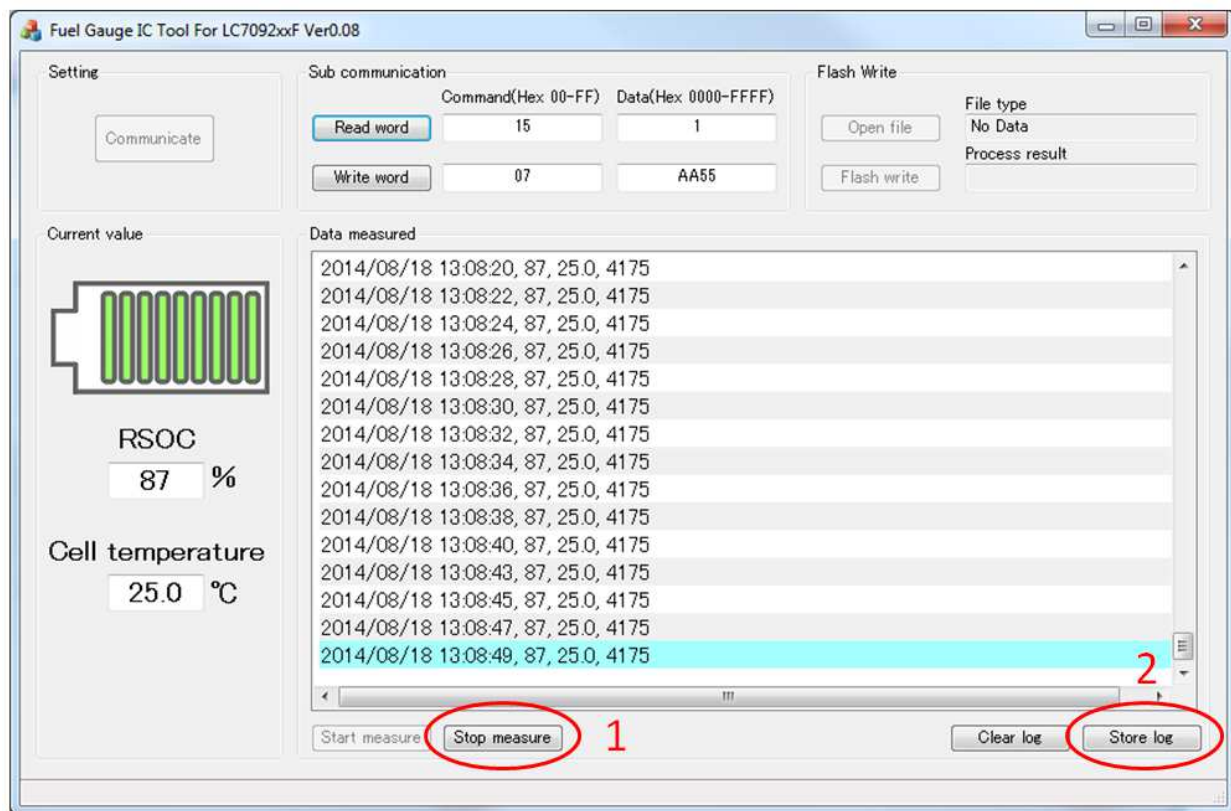 Fuel Gauge IC Tool For LC7092xxF Ver0.08
Setting
Communicate
Sub communication
Command(Hex 00-FF) Data(Hex 0000-FFFF)
Read word 15 1
Write word 07 AA55
Flash Write
File type
Open file No Data
Process result
Flash write
Current value
RSOC
87 %
Cell temperature
25.0 ℃
Data measured
2014/08/18 13:08:20, 87, 25.0, 4175
2014/08/18 13:08:22, 87, 25.0, 4175
2014/08/18 13:08:24, 87, 25.0, 4175
2014/08/18 13:08:26, 87, 25.0, 4175
2014/08/18 13:08:28, 87, 25.0, 4175
2014/08/18 13:08:30, 87, 25.0, 4175
2014/08/18 13:08:32, 87, 25.0, 4175
2014/08/18 13:08:34, 87, 25.0, 4175
2014/08/18 13:08:36, 87, 25.0, 4175
2014/08/18 13:08:38, 87, 25.0, 4175
2014/08/18 13:08:40, 87, 25.0, 4175
2014/08/18 13:08:43, 87, 25.0, 4175
2014/08/18 13:08:45, 87, 25.0, 4175
2014/08/18 13:08:47, 87, 25.0, 4175
2014/08/18 13:08:49, 87, 25.0, 4175
2
Start measure Stop measure 1 Clear log Store log